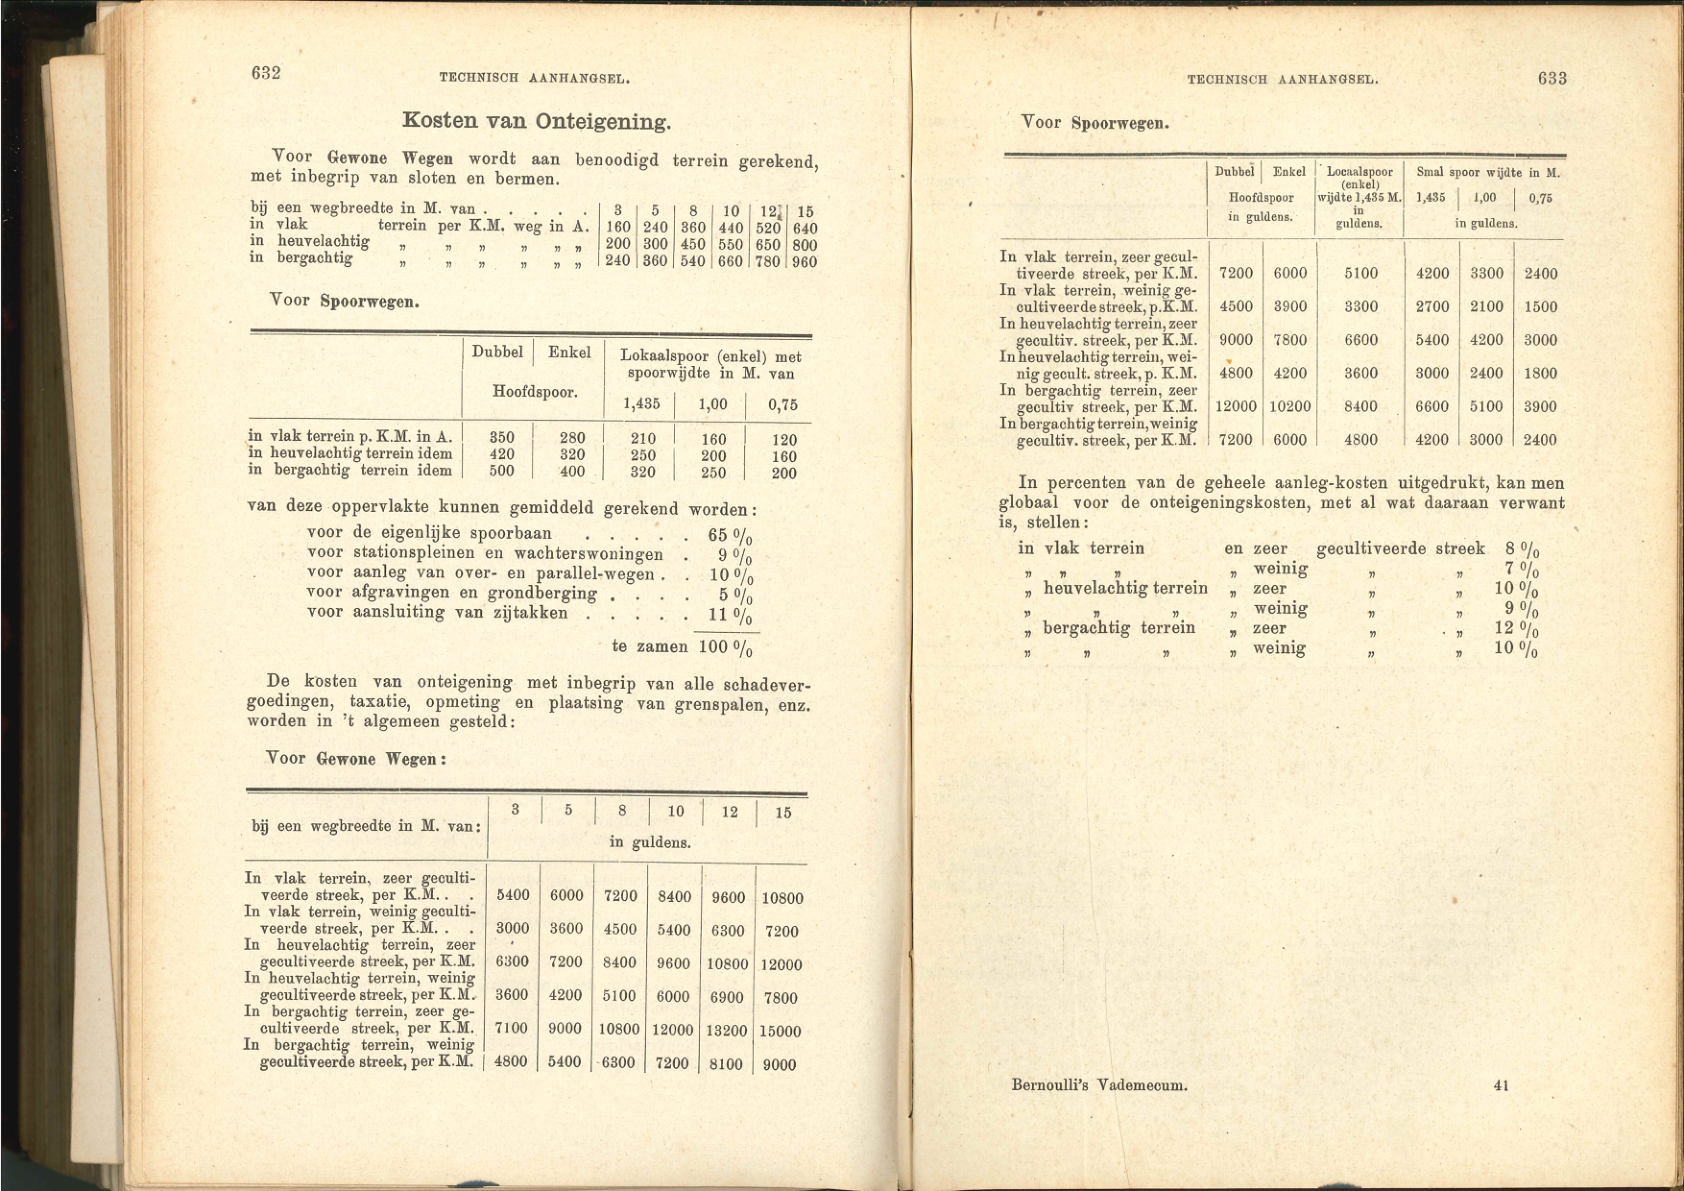 632
TECHNISCH AANHANGSEL.
Kosten van Onteigening.
Voor Gewone Wegen wordt aan benoodigd terrein gerekend,
met inbegrip van sloten en bermen.
bij een wegbreedte in M. van . . . . . 3 5 8 10 12 15
in vlak terrein per K.M. weg in A. 160 240 360 440 520 640
in heuvelachtig „ „ „ „ „ „ 200 300 450 550 650 800
in bergachtig „ „ „ „ „ „ 240 360 540 660 780 960
Voor Spoorwegen.
Dubbel Enkel Lokaalspoor (enkel) met
spoorwijdte in M. van
Hoofdspoor.
1,435 1,00 0,75
in vlak terrein p. K.M. in A. 350 280 210 160 120
in heuvelachtig terrein idem 420 320 250 200 160
in bergachtig terrein idem 500 400 320 250 200
van deze oppervlakte kunnen gemiddeld gerekend worden:
voor de eigenlijke spoorbaan . . . . . 65 %
voor stationspleinen en wachterswoningen . 9 %
voor aanleg van over- en parallel-wegen . . 10 %
voor afgravingen en grondberging . . . . 5 %
voor aansluiting van zijtakken . . . . . 11 %
te zamen 100 %
De kosten van onteigening met inbegrip van alle schadever-
goedingen, taxatie, opmeting en plaatsing van grenspalen, enz.
worden in 't algemeen gesteld:
Voor Gewone Wegen:
bij een wegbreedte in M. van: 3 5 8 10 12 15
in guldens.
In vlak terrein, zeer geculti-
veerde streek, per K.M. . . 5400 6000 7200 8400 9600 10800
In vlak terrein, weinig geculti-
veerde streek, per K.M. . . 3000 3600 4500 5400 6300 7200
In heuvelachtig terrein, zeer
gecultiveerde streek, per K.M. 6300 7200 8400 9600 10800 12000
In heuvelachtig terrein, weinig
gecultiveerde streek, per K.M. 3600 4200 5100 6000 6900 7800
In bergachtig terrein, zeer ge-
cultiveerde streek, per K.M. 7100 9000 10800 12000 13200 15000
In bergachtig terrein, weinig
gecultiveerde streek, per K.M. 4800 5400 6300 7200 8100 9000
TECHNISCH AANHANGSEL. 633
Voor Spoorwegen.
Dubbel Enkel Locaalspoor Smal spoor wijdte in M.
(enkel)
Hoofdspoor wijdte 1,435 M. 1,435 1,00 0,75
in guldens. in
guldens. in guldens.
In vlak terrein, zeer gecul-
tiveerde streek, per K.M. 7200 6000 5100 4200 3300 2400
In vlak terrein, weinig ge-
cultiveerde streek, p. K.M. 4500 3900 3300 2700 2100 1500
In heuvelachtig terrein, zeer
gecultiv. streek, per K.M. 9000 7800 6600 5400 4200 3000
In heuvelachtig terrein, wei-
nig gecult. streek, p. K.M. 4800 4200 3600 3000 2400 1800
In bergachtig terrein, zeer
gecultiv streek, per K.M. 12000 10200 8400 6600 5100 3900
In bergachtig terrein, weinig
gecultiv. streek, per K.M. 7200 6000 4800 4200 3000 2400
In percenten van de geheele aanleg-kosten uitgedrukt, kan men
globaal voor de onteigeningskosten, met al wat daaraan verwant
is, stellen:
in vlak terrein en zeer gecultiveerde streek 8 %
„ „ „ „ weinig „ „ 7 %
„ heuvelachtig terrein „ zeer „ „ 10 %
„ „ „ „ weinig „ „ 9 %
„ bergachtig terrein „ zeer „ „ 12 %
„ „ „ „ weinig „ „ 10 %
Bernoulli's Vademecum. 41